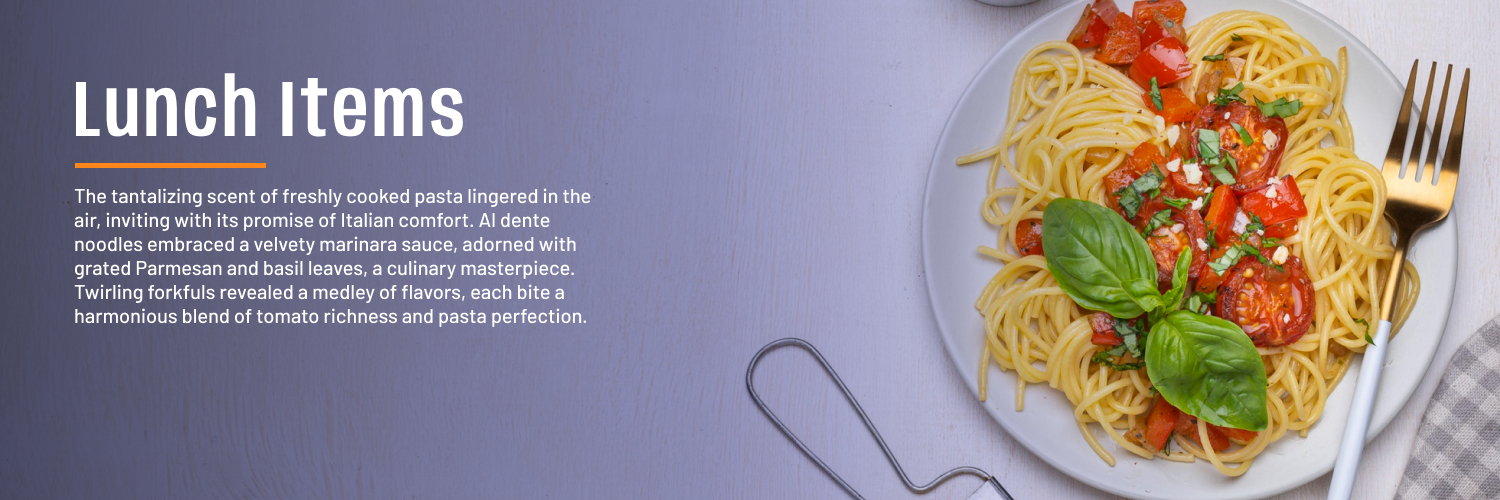 Lunch Items
The tantalizing scent of freshly cooked pasta lingered in the
air, inviting with its promise of Italian comfort. Al dente
noodles embraced a velvety marinara sauce, adorned with
grated Parmesan and basil leaves, a culinary masterpiece.
Twirling forkfuls revealed a medley of flavors, each bite a
harmonious blend of tomato richness and pasta perfection.